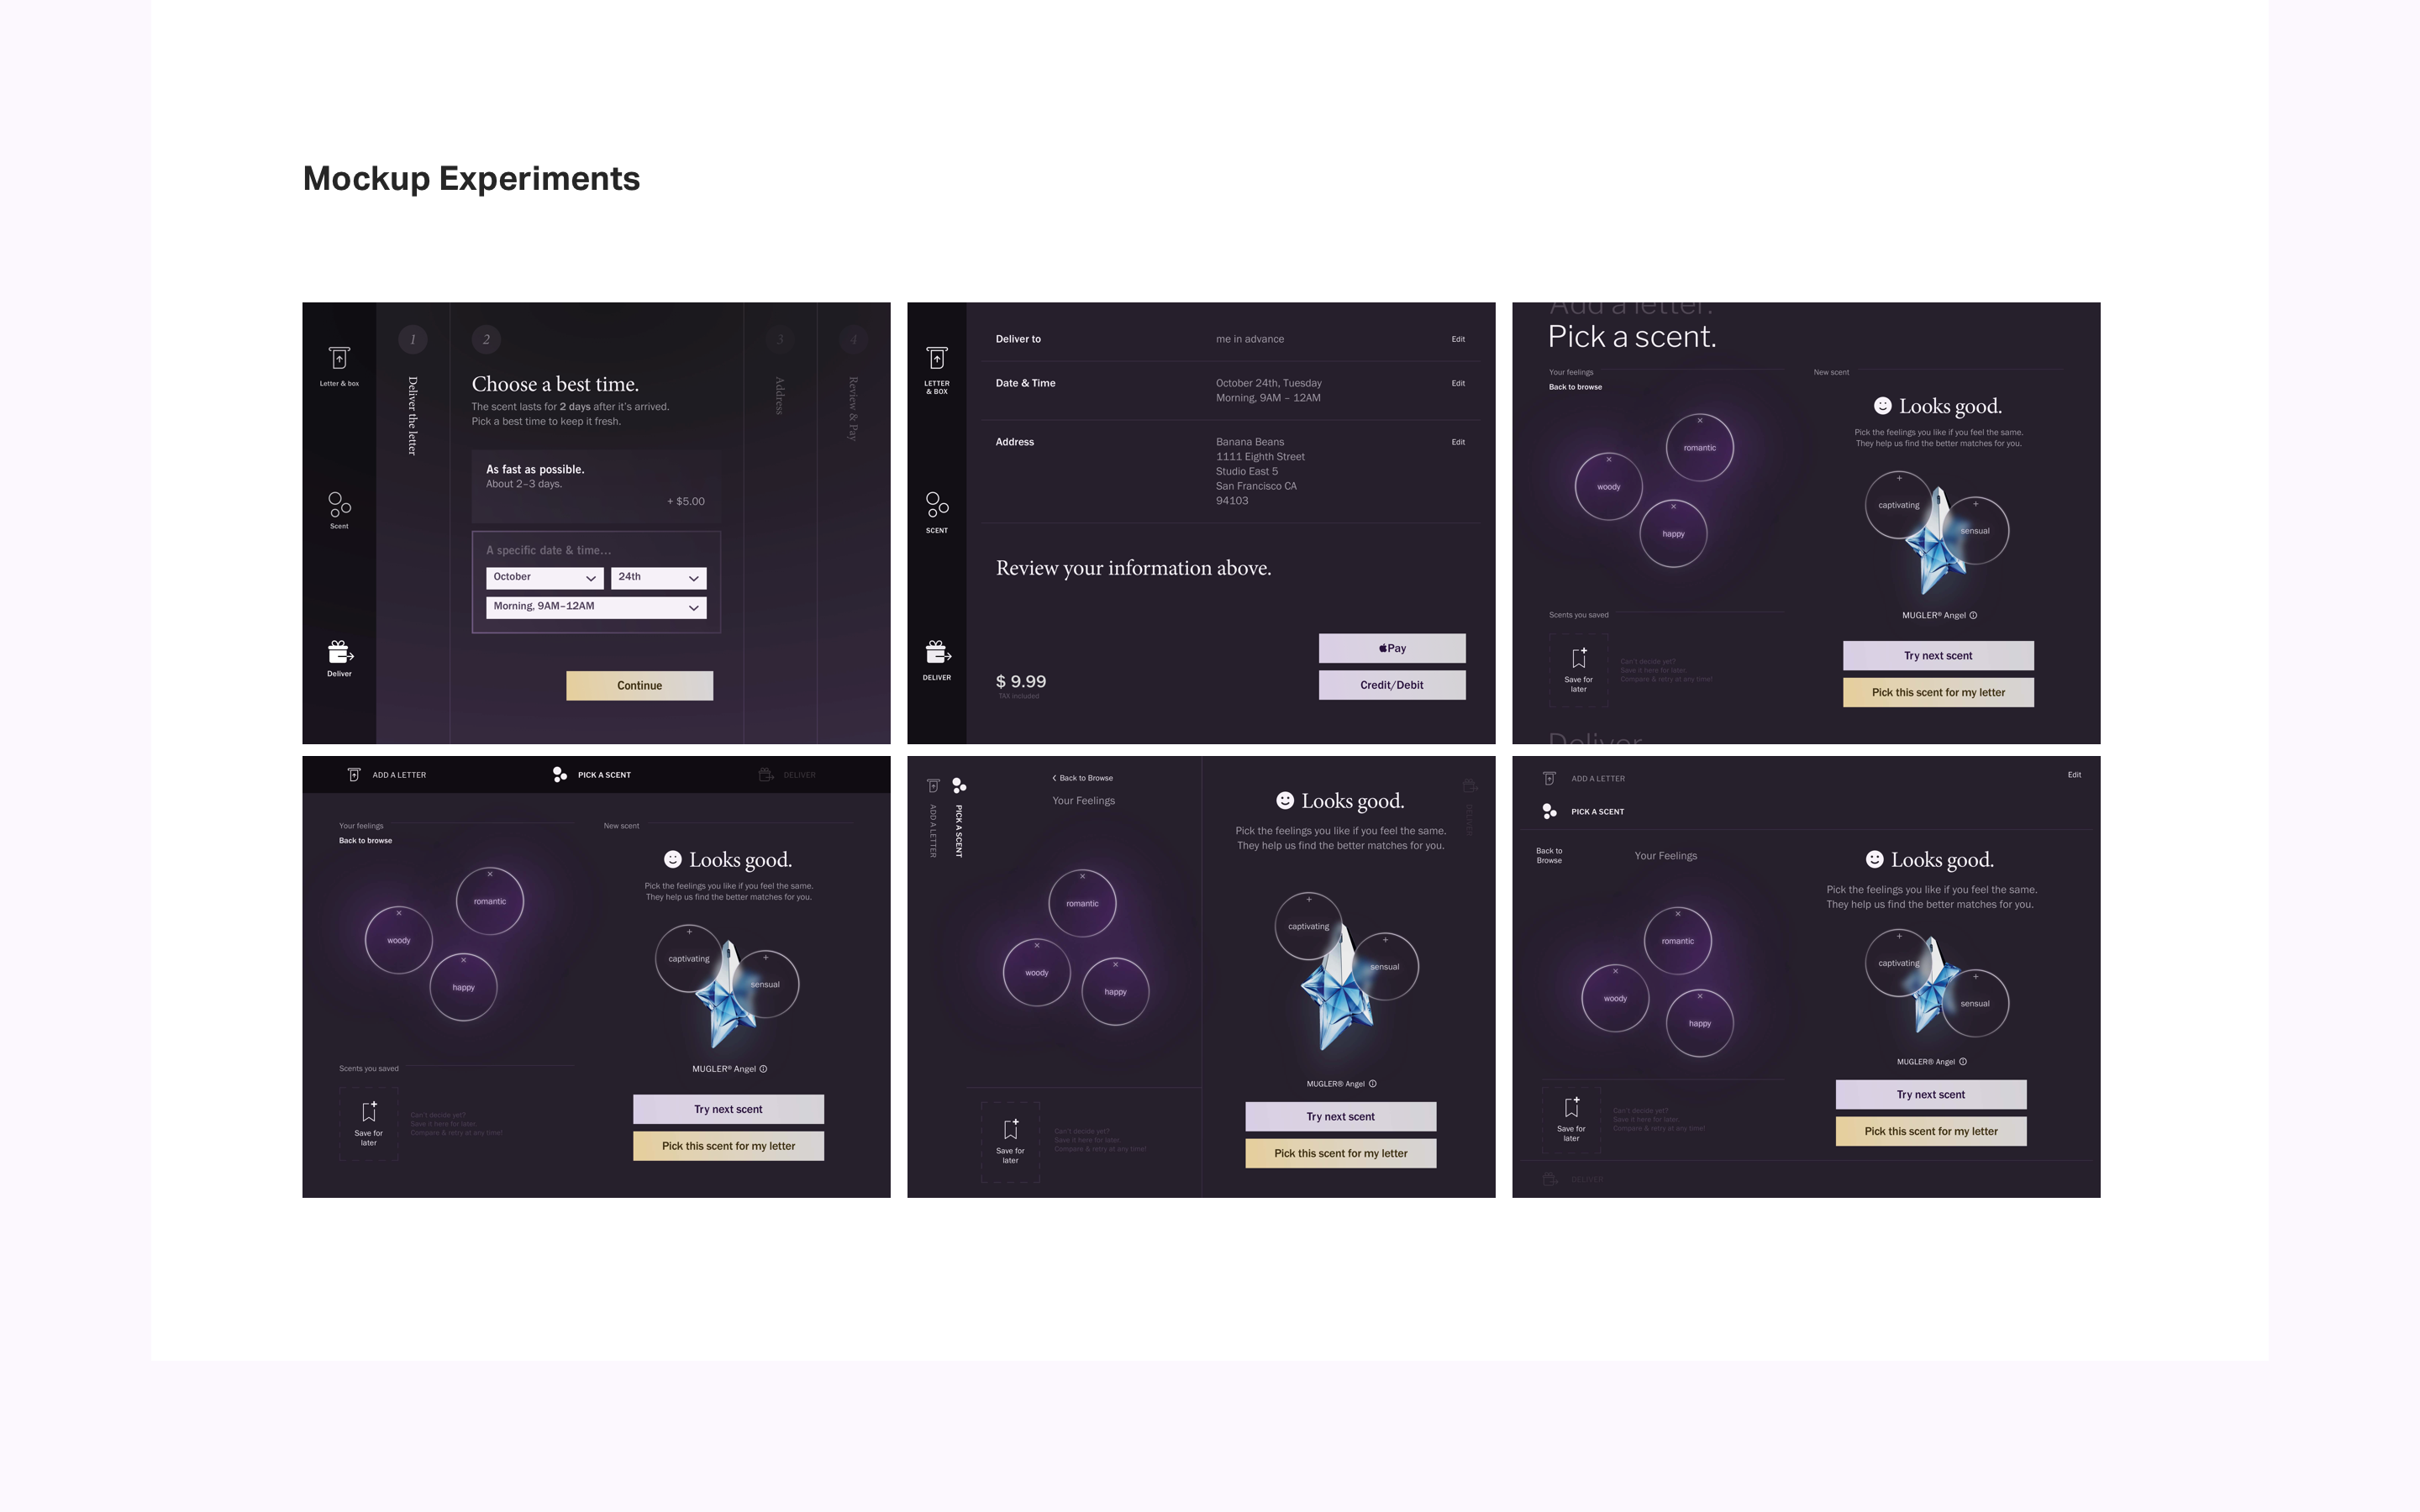 Mockup Experiments
Letter & box
Scent
Deliver
1
Deliver the letter
2
Choose a best time.
The scent lasts for 2 days after it's arrived.
Pick a best time to keep it fresh.
As fast as possible.
About 2–3 days.
+ $5.00
A specific date & time...
October
24th
Morning, 9AM–12AM
Continue
3
Address
4
Review & Pay
LETTER
& BOX
SCENT
DELIVER
Deliver to
me in advance
Edit
Date & Time
October 24th, Tuesday
Morning, 9AM – 12AM
Edit
Address
Banana Beans
1111 Eighth Street
Studio East 5
San Francisco CA
94103
Edit
Review your information above.
$ 9.99
TAX included
Pay
Credit/Debit
Add a letter.
Pick a scent.
Your feelings
Back to browse
romantic
woody
happy
Scents you saved
Save for
later
Can't decide yet?
Save it here for later.
Compare & retry at any time!
New scent
Looks good.
Pick the feelings you like if you feel the same.
They help us find the better matches for you.
captivating
sensual
MUGLER® Angel
Try next scent
Pick this scent for my letter
Deliver
ADD A LETTER
PICK A SCENT
DELIVER
Your feelings
Back to browse
romantic
woody
happy
Scents you saved
Save for
later
Can't decide yet?
Save it here for later.
Compare & retry at any time!
New scent
Looks good.
Pick the feelings you like if you feel the same.
They help us find the better matches for you.
captivating
sensual
MUGLER® Angel
Try next scent
Pick this scent for my letter
ADD A LETTER
PICK A SCENT
Back to Browse
Your Feelings
romantic
woody
happy
Save for
later
Can't decide yet?
Save it here for later.
Compare & retry at any time!
Looks good.
Pick the feelings you like if you feel the same.
They help us find the better matches for you.
captivating
sensual
MUGLER® Angel
Try next scent
Pick this scent for my letter
DELIVER
ADD A LETTER
Edit
PICK A SCENT
Back to
Browse
Your Feelings
romantic
woody
happy
Save for
later
Can't decide yet?
Save it here for later.
Compare & retry at any time!
Looks good.
Pick the feelings you like if you feel the same.
They help us find the better matches for you.
captivating
sensual
MUGLER® Angel
Try next scent
Pick this scent for my letter
DELIVER